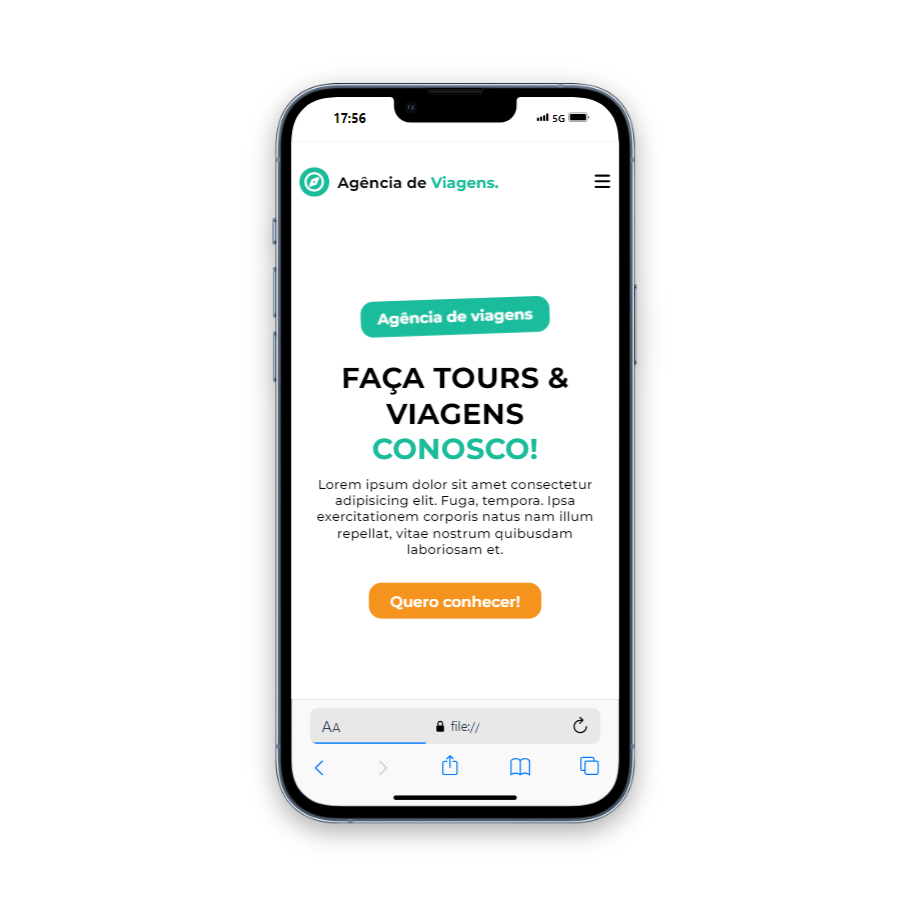 17:56
5G
Agência de Viagens.
Agência de viagens
FAÇA TOURS &
VIAGENS
CONOSCO!
Lorem ipsum dolor sit amet consectetur
adipisicing elit. Fuga, tempora. Ipsa
exercitationem corporis natus nam illum
repellat, vitae nostrum quibusdam
laboriosam et.
Quero conhecer!
AA
file://